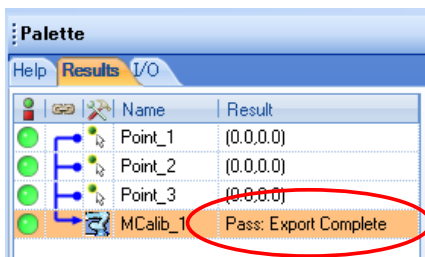 Palette
Help Results I/O
Name Result
Point_1 (0.0,0.0)
Point_2 (0.0,0.0)
Point_3 (0.0,0.0)
MCalib_1 Pass: Export Complete